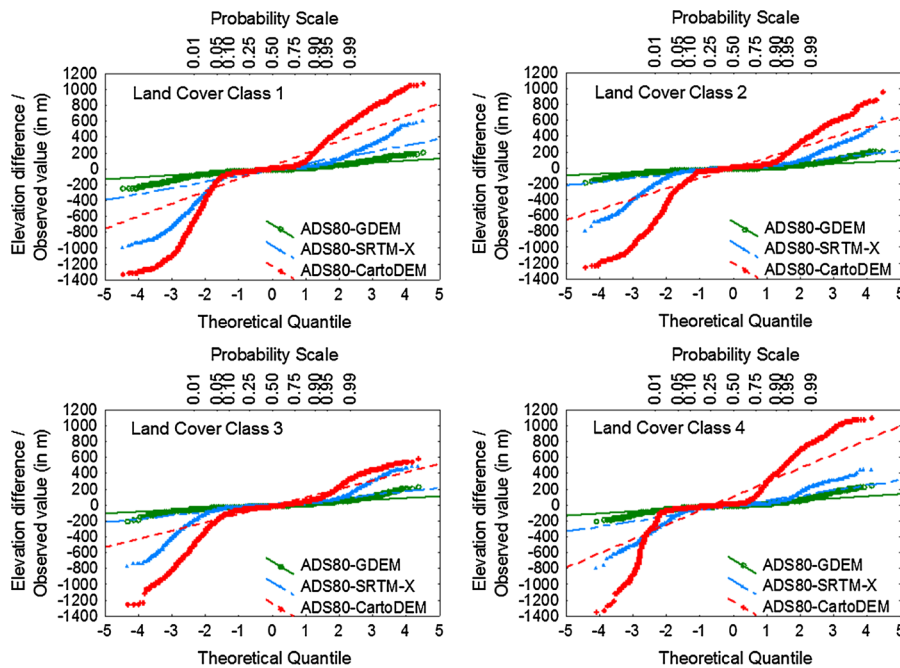 Probability Scale
0.01 0.05 0.10 0.25 0.50 0.75 0.90 0.95 0.99
Elevation difference /
Observed value (in m)
1200
1000
800
600
400
200
0
-200
-400
-600
-800
-1000
-1200
-1400
Land Cover Class 1
ADS80-GDEM
ADS80-SRTM-X
ADS80-CartoDEM
-5 -4 -3 -2 -1 0 1 2 3 4 5
Theoretical Quantile
Probability Scale
0.01 0.05 0.10 0.25 0.50 0.75 0.90 0.95 0.99
Elevation difference /
Observed value (in m)
1200
1000
800
600
400
200
0
-200
-400
-600
-800
-1000
-1200
-1400
Land Cover Class 2
ADS80-GDEM
ADS80-SRTM-X
ADS80-CartoDEM
-5 -4 -3 -2 -1 0 1 2 3 4 5
Theoretical Quantile
Probability Scale
0.01 0.05 0.10 0.25 0.50 0.75 0.90 0.95 0.99
Elevation difference /
Observed value (in m)
1200
1000
800
600
400
200
0
-200
-400
-600
-800
-1000
-1200
-1400
Land Cover Class 3
ADS80-GDEM
ADS80-SRTM-X
ADS80-CartoDEM
-5 -4 -3 -2 -1 0 1 2 3 4 5
Theoretical Quantile
Probability Scale
0.01 0.05 0.10 0.25 0.50 0.75 0.90 0.95 0.99
Elevation difference /
Observed value (in m)
1200
1000
800
600
400
200
0
-200
-400
-600
-800
-1000
-1200
-1400
Land Cover Class 4
ADS80-GDEM
ADS80-SRTM-X
ADS80-CartoDEM
-5 -4 -3 -2 -1 0 1 2 3 4 5
Theoretical Quantile